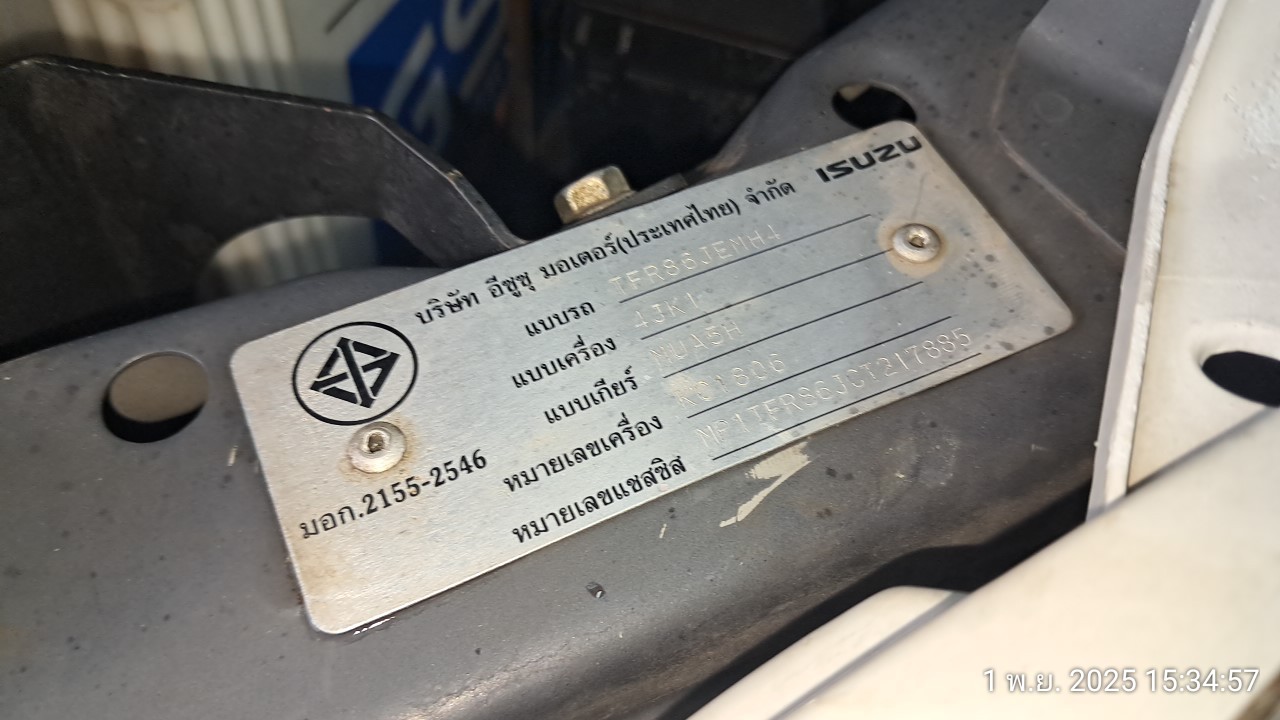 GS
ISUZU
บริษัท อีซูซุ มอเตอร์(ประเทศไทย) จำกัด
แบบรถ TFR86JEMH4
แบบเครื่อง 4JK1
แบบเกียร์ MUA5H
หมายเลขเครื่อง
หมายเลขแชสซิส MP1TFR86JCT217885
มอก.2155-2546
1 พ.ย. 2025 15:34:57